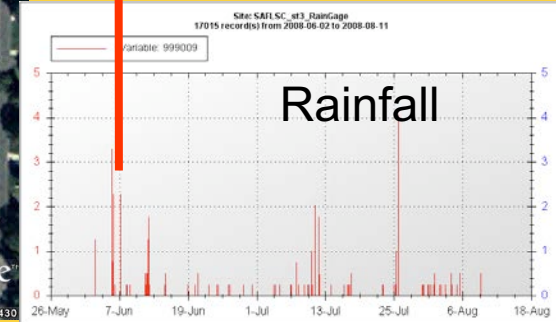 Site: SAFLSC_st3_RainGage
17015 record(s) from 2008-06-02 to 2008-08-11
Variable: 999009
Rainfall
5 5
4 4
3 3
2 2
1 1
0 0
26-May 7-Jun 19-Jun 1-Jul 13-Jul 25-Jul 6-Aug 18-Aug
430